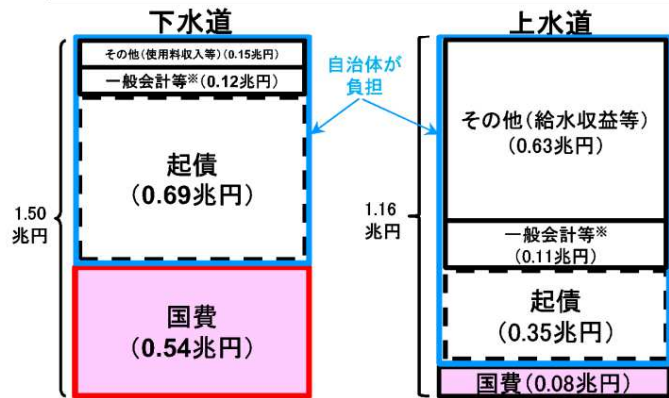 下水道
1.50
兆円
その他(使用料収入等)(0.15兆円)
一般会計等※(0.12兆円)
起債
(0.69兆円)
国費
(0.54兆円)
自治体が
負担
上水道
1.16
兆円
その他(給水収益等)
(0.63兆円)
一般会計等※
(0.11兆円)
起債
(0.35兆円)
国費(0.08兆円)